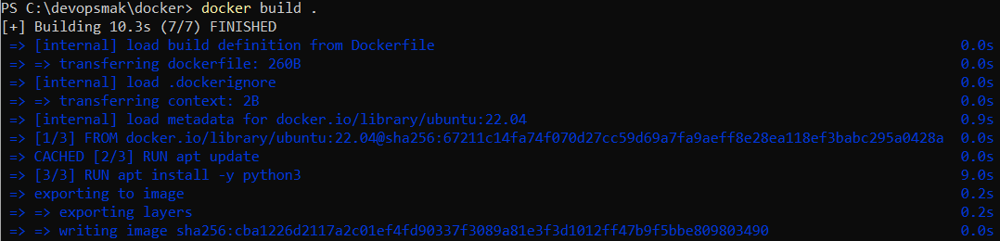 PS C:\devopsmak\docker> docker build .
[+] Building 10.3s (7/7) FINISHED
=> [internal] load build definition from Dockerfile 0.0s
=> => transferring dockerfile: 260B 0.0s
=> [internal] load .dockerignore 0.0s
=> => transferring context: 2B 0.0s
=> [internal] load metadata for docker.io/library/ubuntu:22.04 0.9s
=> [1/3] FROM docker.io/library/ubuntu:22.04@sha256:67211c14fa74f070d27cc59d69a7fa9aeff8e28ea118ef3babc295a0428a 0.0s
=> CACHED [2/3] RUN apt update 0.0s
=> [3/3] RUN apt install -y python3 9.0s
=> exporting to image 0.2s
=> => exporting layers 0.2s
=> => writing image sha256:cba1226d2117a2c01ef4fd90337f3089a81e3f3d1012ff47b9f5bbe809803490 0.0s